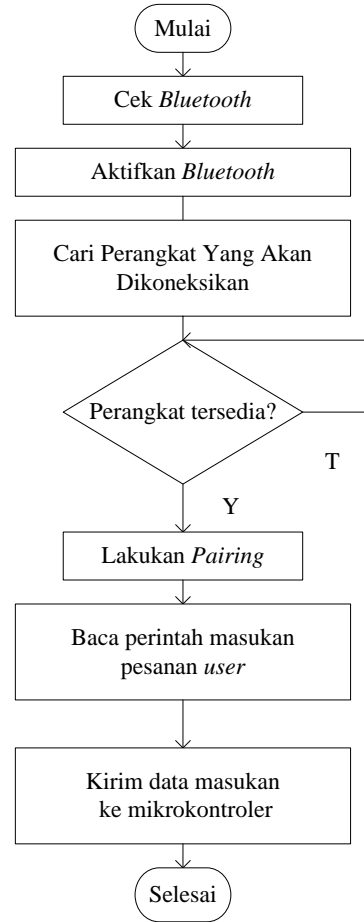 Mulai
Cek Bluetooth
Aktifkan Bluetooth
Cari Perangkat Yang Akan
Dikoneksikan
Perangkat tersedia?
T
Y
Lakukan Pairing
Baca perintah masukan
pesanan user
Kirim data masukan
ke mikrokontroler
Selesai